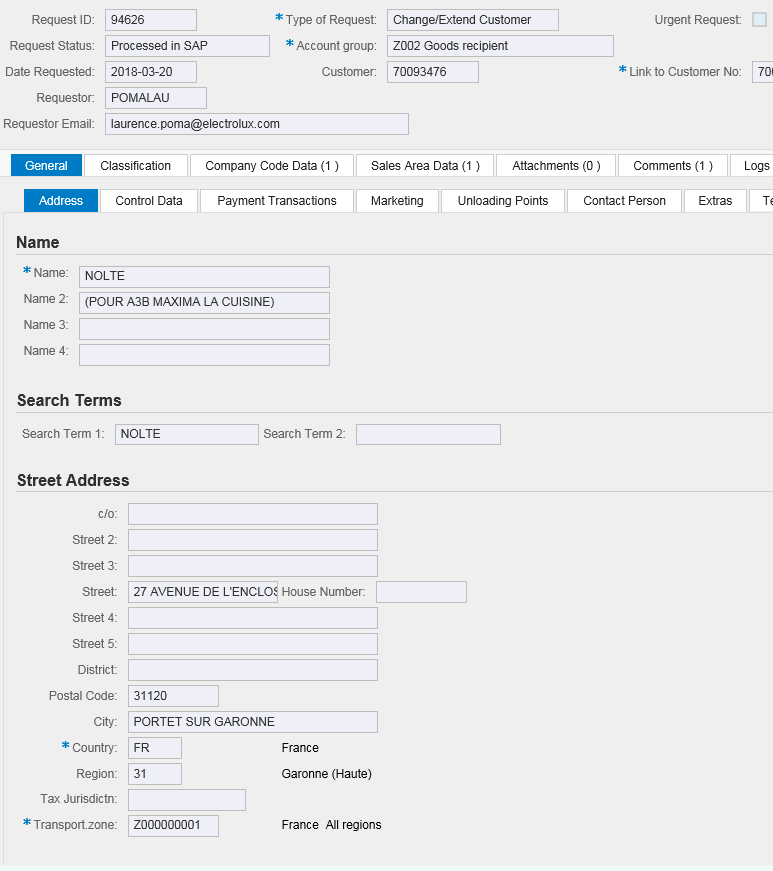 Request ID: 94626 * Type of Request: Change/Extend Customer Urgent Request:
Request Status: Processed in SAP * Account group: Z002 Goods recipient
Date Requested: 2018-03-20 Customer: 70093476 * Link to Customer No:
Requestor: POMALAU
Requestor Email: laurence.poma@electrolux.com
General Classification Company Code Data (1 ) Sales Area Data (1 ) Attachments (0 ) Comments (1 ) Logs
Address Control Data Payment Transactions Marketing Unloading Points Contact Person Extras
Name
* Name: NOLTE
Name 2: (POUR A3B MAXIMA LA CUISINE)
Name 3:
Name 4:
Search Terms
Search Term 1: NOLTE Search Term 2:
Street Address
c/o:
Street 2:
Street 3:
Street: 27 AVENUE DE L'ENCLOS House Number:
Street 4:
Street 5:
District:
Postal Code: 31120
City: PORTET SUR GARONNE
* Country: FR France
Region: 31 Garonne (Haute)
Tax Jurisdictn:
* Transport.zone: Z000000001 France All regions